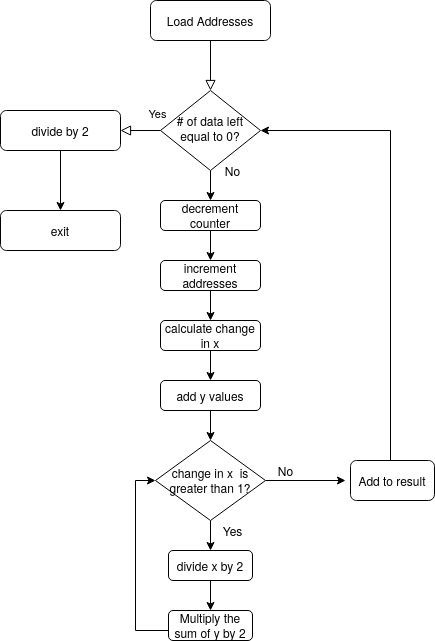 Load Addresses
Yes
# of data left
equal to 0?
divide by 2
No
decrement
counter
exit
increment
addresses
calculate change
in x
add y values
change in x is
greater than 1?
No
Add to result
Yes
divide x by 2
Multiply the
sum of y by 2